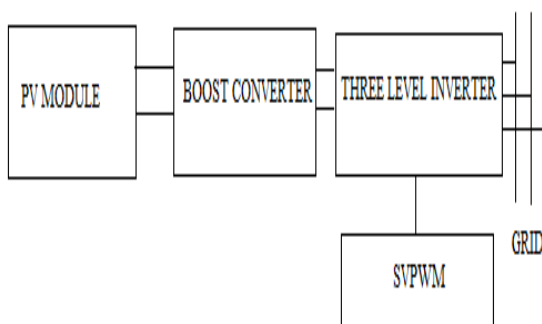 PV MODULE
BOOST CONVERTER
THREE LEVEL INVERTER
GRID
SVPWM